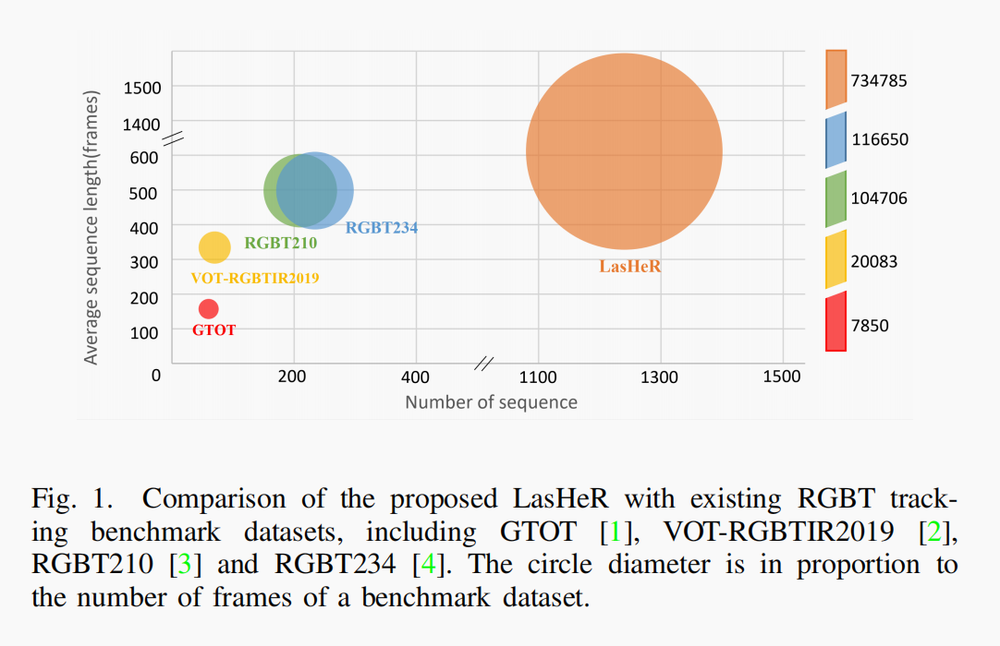 Average sequence length(frames)
1500
1400
600
500
400
300
200
100
0
200
400
1100
1300
1500
Number of sequence
RGBT210
RGBT234
VOT-RGBTIR2019
GTOT
LasHeR
734785
116650
104706
20083
7850
Fig. 1. Comparison of the proposed LasHeR with existing RGBT track-
ing benchmark datasets, including GTOT [1], VOT-RGBTIR2019 [2],
RGBT210 [3] and RGBT234 [4]. The circle diameter is in proportion to
the number of frames of a benchmark dataset.